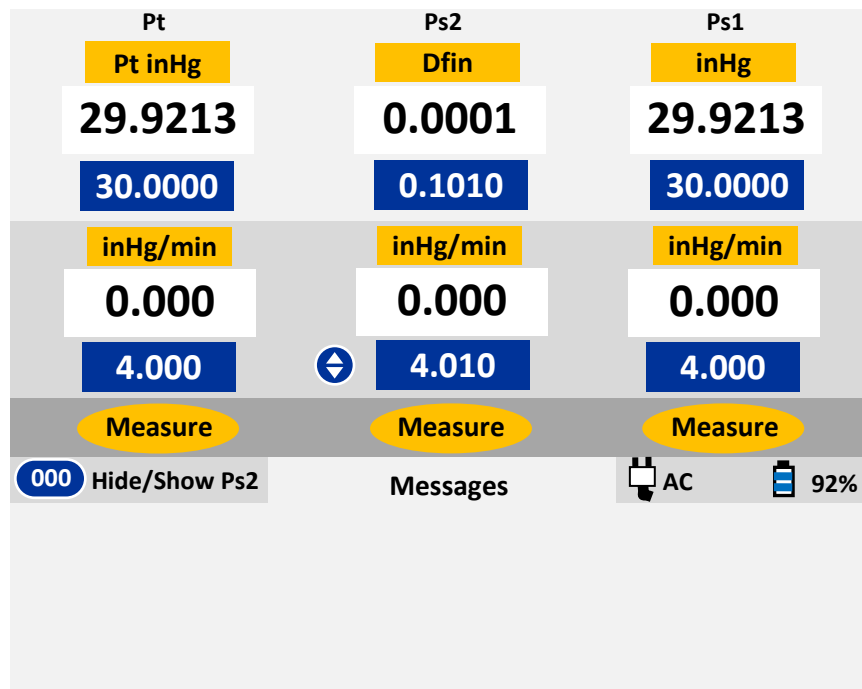 Pt Ps2 Ps1
Pt inHg Dfin inHg
29.9213 0.0001 29.9213
30.0000 0.1010 30.0000
inHg/min inHg/min inHg/min
0.000 0.000 0.000
4.000 4.010 4.000
Measure Measure Measure
000 Hide/Show Ps2 Messages AC 92%